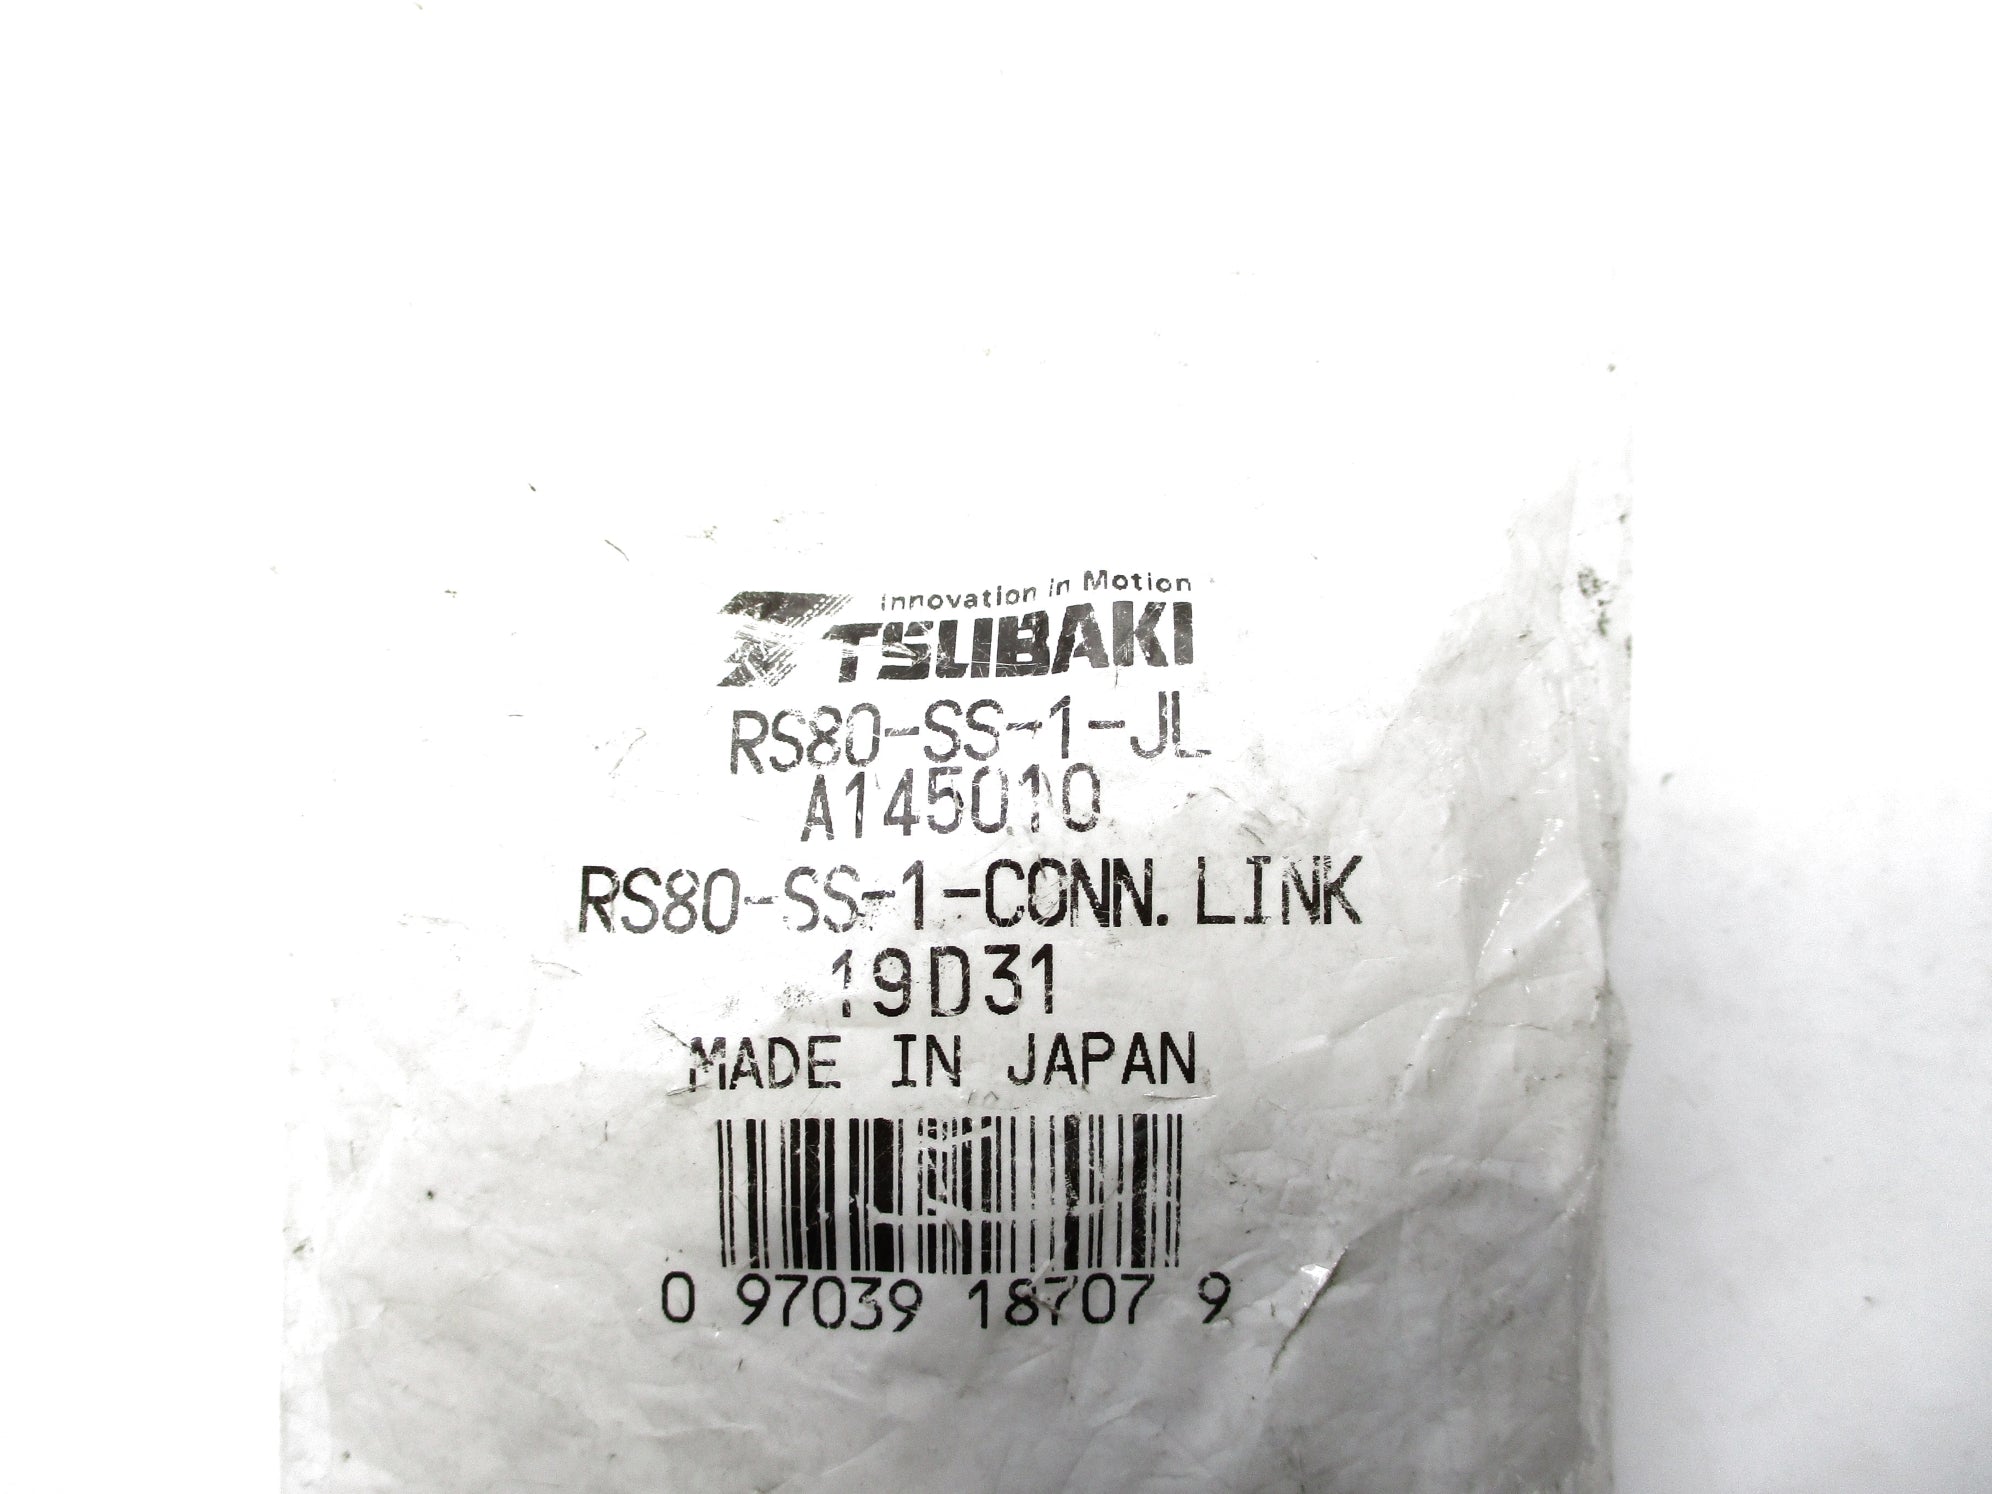 Innovation in Motion
TSUBAKI
RS80-SS-1-JL
A145010
RS80-SS-1-CONN. LINK
19D31
MADE IN JAPAN
0 97039 18707 9